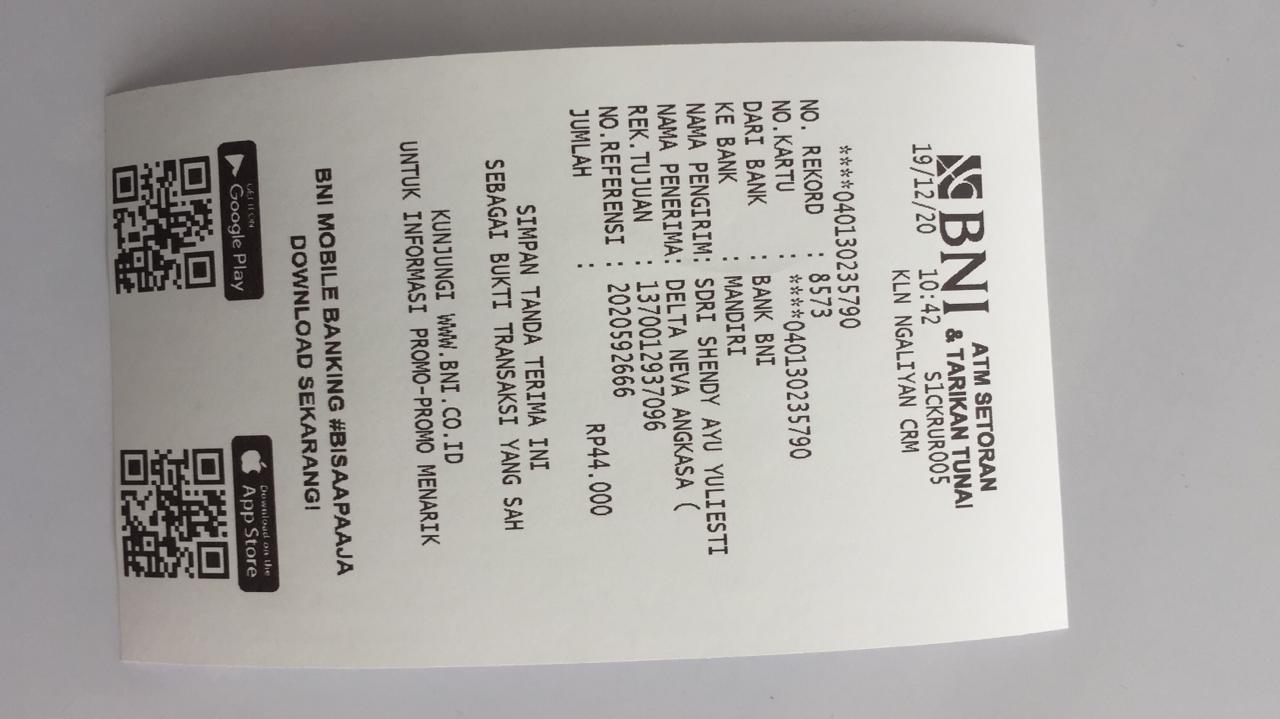 BNI ATM SETORAN
& TARIKAN TUNAI
19/12/20 10:42 S1CKRUR005
KLN NGALIYAN CRM
****0401302357​90
NO. REKORD : 8573
NO.KARTU : ****040130235790
DARI BANK : BANK BNI
KE BANK : MANDIRI
NAMA PENGIRIM: SDRI SHENDY AYU YULIESTI
NAMA PENERIMA: DELTA NEVA ANGKASA (
REK.TUJUAN : 1370012937096
NO.REFERENSI : 2020592666
JUMLAH : RP44.000
SIMPAN TANDA TERIMA INI
SEBAGAI BUKTI TRANSAKSI YANG SAH
KUNJUNGI WWW.BNI.CO.ID
UNTUK INFORMASI PROMO-PROMO MENARIK
BNI MOBILE BANKING #BISAAPAAJA
DOWNLOAD SEKARANG!
GET IT ON
Google Play
Download on the
App Store